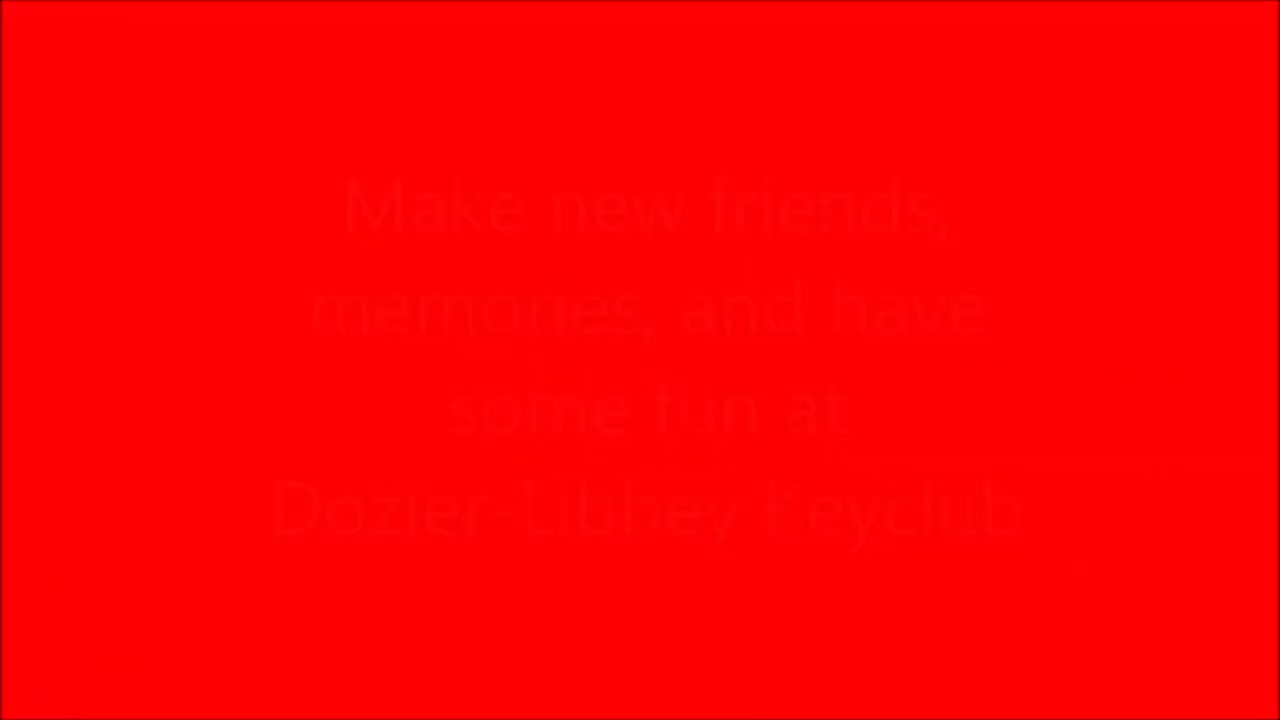 Make new friends,
memories, and have
some fun at
Dozier-Libbey Keyclub